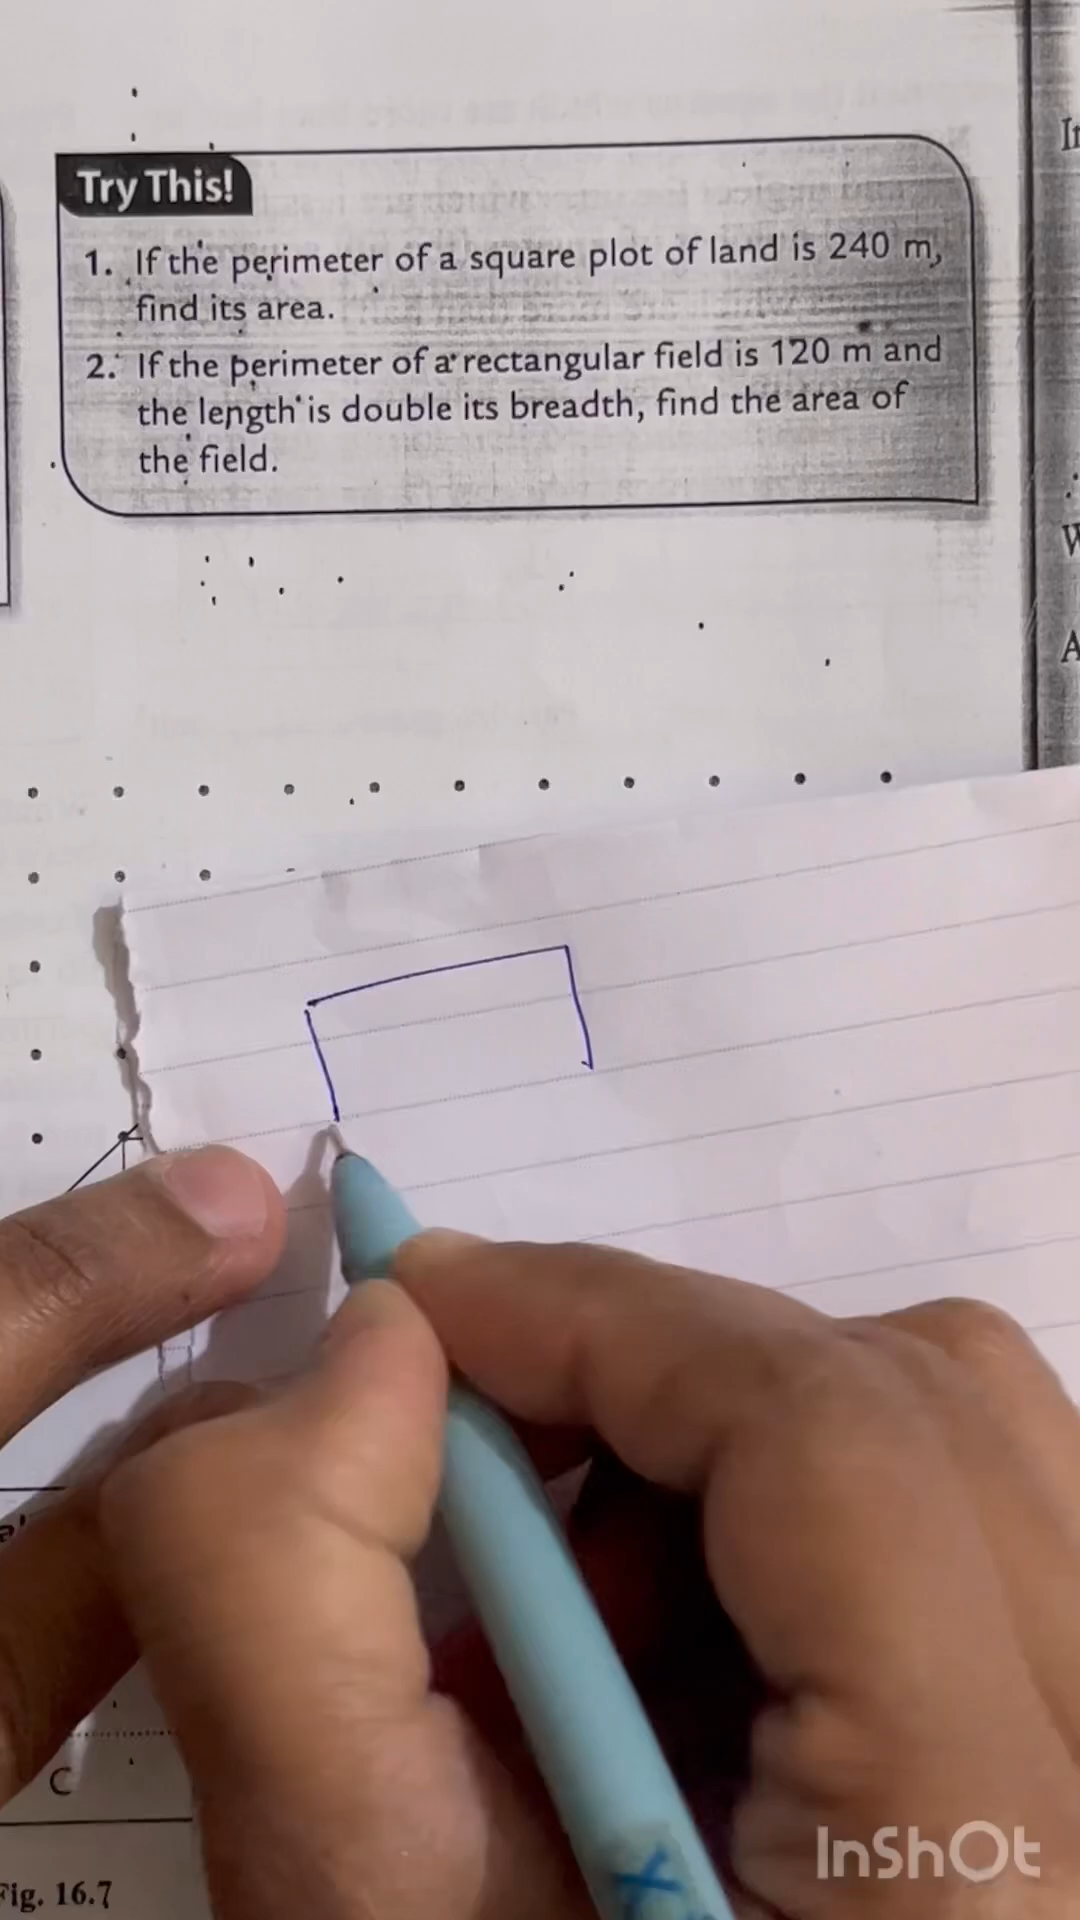 Try This!
1. If the perimeter of a square plot of land is 240 m,
find its area.
2. If the perimeter of a rectangular field is 120 m and
the length is double its breadth, find the area of
the field.
C
Fig. 16.7
InShOt